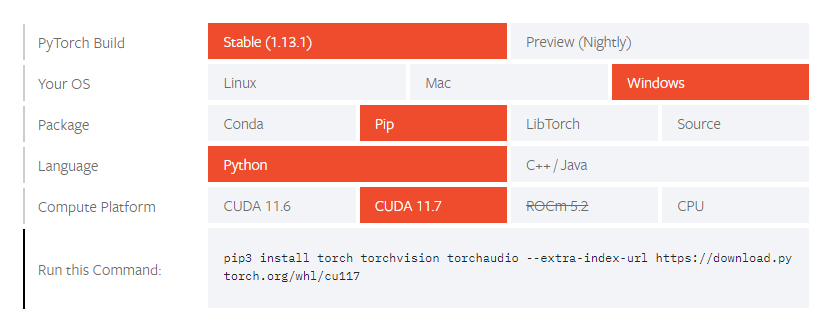 PyTorch Build Stable (1.13.1) Preview (Nightly)
Your OS Linux Mac Windows
Package Conda Pip LibTorch Source
Language Python C++ / Java
Compute Platform CUDA 11.6 CUDA 11.7 ROCm 5.2 CPU
Run this Command:
pip3 install torch torchvision torchaudio --extra-index-url https://download.py
torch.org/whl/cu117